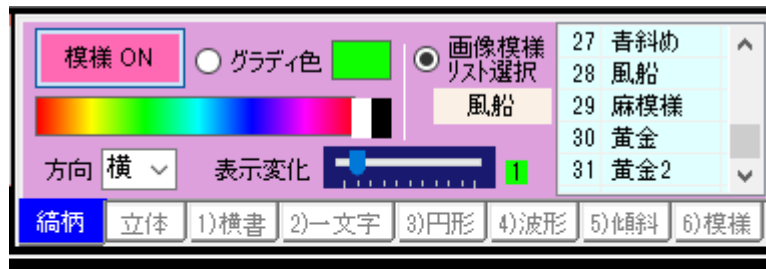 模様 ON
グラディ色
画像模様
リスト選択
風船
27 青斜め
28 風船
29 麻模様
30 黄金
31 黄金2
方向 横
表示変化
1
縞柄 立体 1)横書 2)一文字 3)円形 4)波形 5)傾斜 6)模様